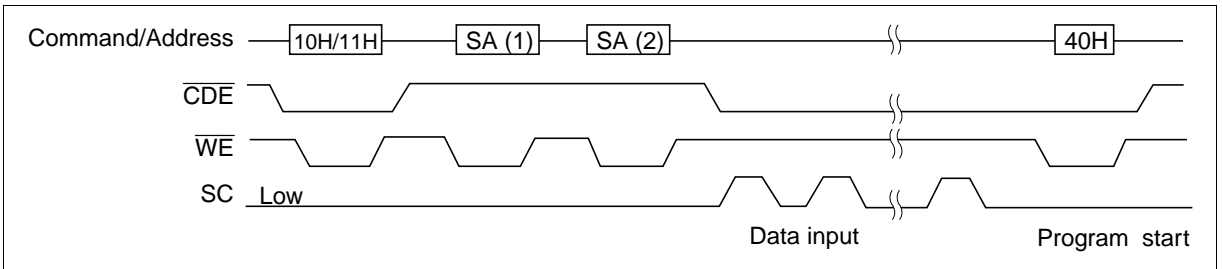 Command/Address 10H/11H SA (1) SA (2) 40H
CDE
WE
SC Low
Data input Program start